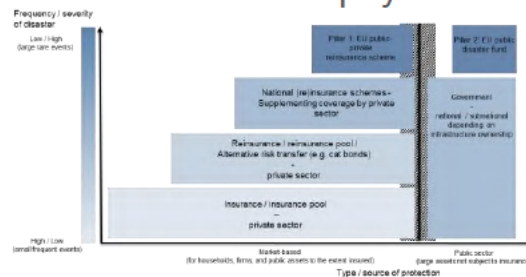 Frequency / severity
of disaster
Low / High
(large rare events)
Pillar 1: EU public-
private
reinsurance scheme
Pillar 2: EU public
disaster fund
National (re)insurance schemes -
Supplementing coverage by private
sector
Government
-
national / subnational
depending on
infrastructure ownership
Reinsurance / reinsurance pool /
Alternative risk transfer (e.g. cat bonds)
-
private sector
Insurance / insurance pool
–
private sector
High / Low
(small frequent events)
Market-based
(for households, firms, and public assets to the extent insured)
Public sector
(large assets not subject to insurance
Type / source of protection